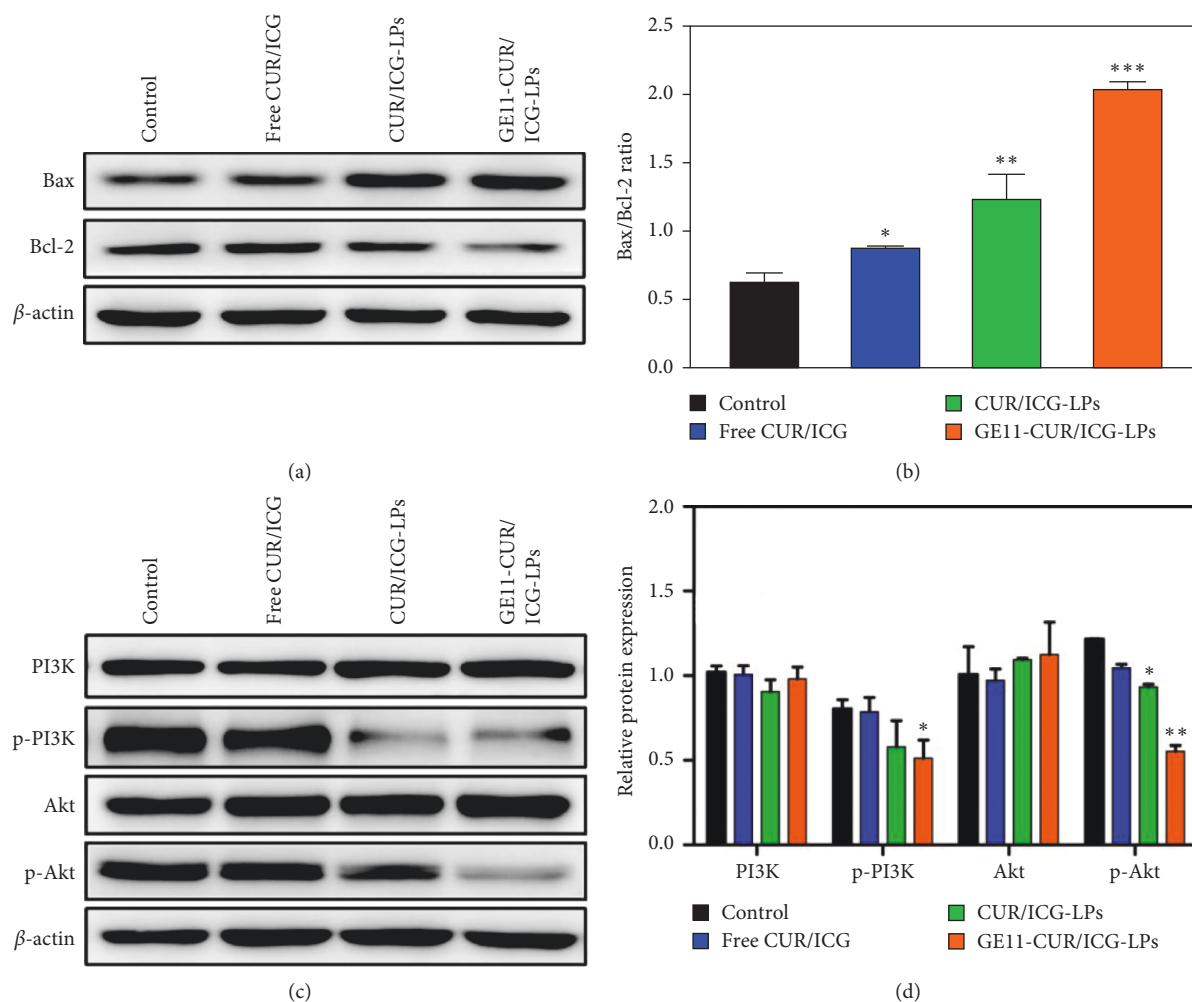 Control
Free CUR/ICG
CUR/ICG-LPs
GE11-CUR/
ICG-LPs
Bax
Bcl-2
β-actin
(a)
2.5
2.0
1.5
1.0
0.5
0.0
Bax/Bcl-2 ratio
*
**
***
Control
Free CUR/ICG
CUR/ICG-LPs
GE11-CUR/ICG-LPs
(b)
Control
Free CUR/ICG
CUR/ICG-LPs
GE11-CUR/
ICG-LPs
PI3K
p-PI3K
Akt
p-Akt
β-actin
(c)
2.0
1.5
1.0
0.5
0.0
Relative protein expression
*
*
**
PI3K
p-PI3K
Akt
p-Akt
Control
Free CUR/ICG
CUR/ICG-LPs
GE11-CUR/ICG-LPs
(d)